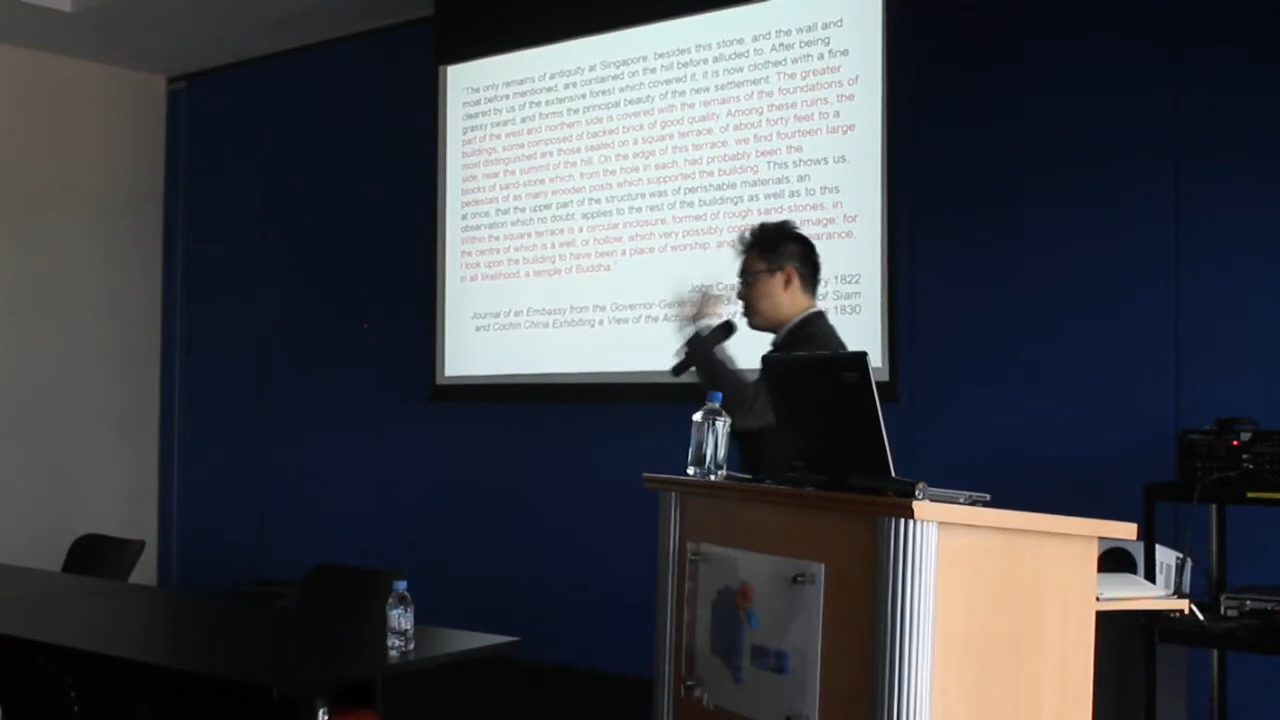 "The only remains of antiquity at Singapore, besides this stone, and the wall and
moat before mentioned, are contained on the hill before alluded to. After being
cleared by us of the extensive forest which covered it, it is now clothed with a fine
grassy sward, and forms the principal beauty of the new settlement. The greater
part of the west and northern side is covered with the remains of the foundations of
buildings, some composed of backed brick of good quality. Among these ruins, the
most distinguished are those seated on a square terrace, of about forty feet to a
side, near the summit of the hill. On the edge of this terrace, we find fourteen large
blocks of sand-stone which, from the hole in each, had probably been the
pedestals of as many wooden posts which supported the building. This shows us,
at once, that the upper part of the structure was of perishable materials; an
observation which no doubt, applies to the rest of the buildings as well as to this.
Within the square terrace is a circular inclosure, formed of rough sand-stones, in
the centre of which is a well, or hollow, which very possibly image; for
I look upon the building to have been a place of worship, and
in all likelihood, a temple of Buddha."
John 1822
Journal of an Embassy from the of Siam
and Cochin China Exhibiting a View of the 1830